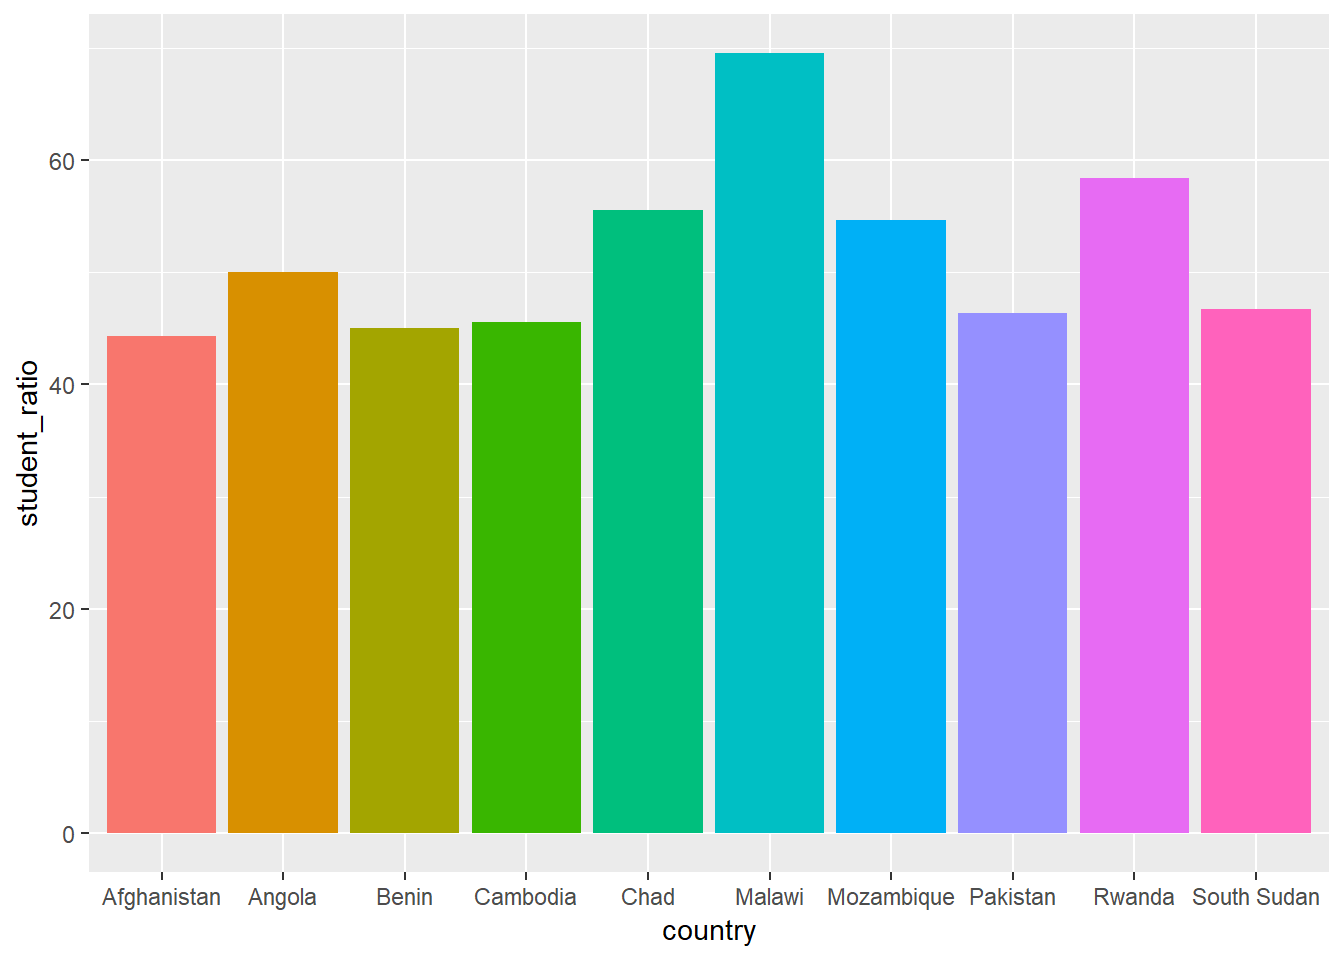 student_ratio
60
40
20
0
Afghanistan Angola Benin Cambodia Chad Malawi Mozambique Pakistan Rwanda South Sudan
country